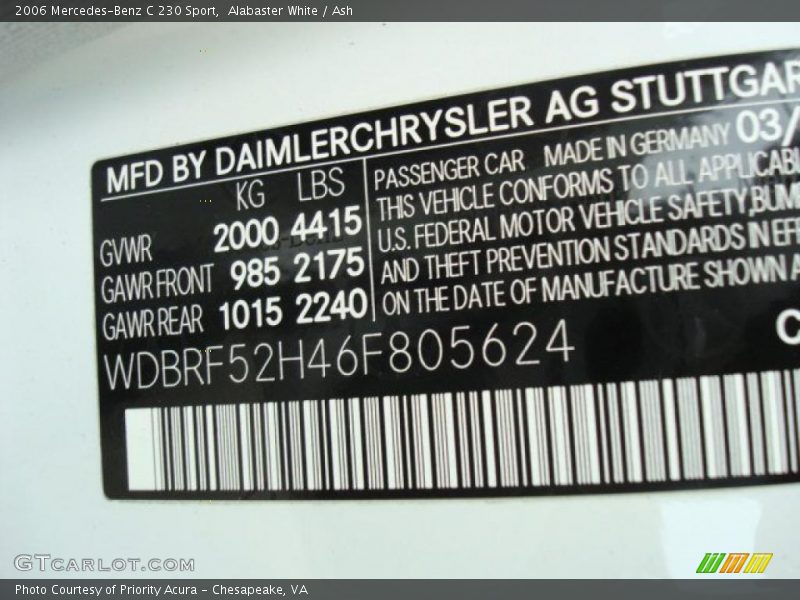 2006 Mercedes-Benz C 230 Sport,  Alabaster White / Ash
MFD BY DAIMLERCHRYSLER AG STUTTGAR
KG LBS
GVWR 2000 4415
GAWR FRONT 985 2175
GAWR REAR 1015 2240
PASSENGER CAR MADE IN GERMANY 03/
THIS VEHICLE CONFORMS TO ALL APPLICABL
U.S. FEDERAL MOTOR VEHICLE SAFETY, BUM
AND THEFT PREVENTION STANDARDS IN EFF
ON THE DATE OF MANUFACTURE SHOWN A
WDBRF52H46F805624
C
GTCARLOT.COM
Photo Courtesy of Priority Acura - Chesapeake, VA